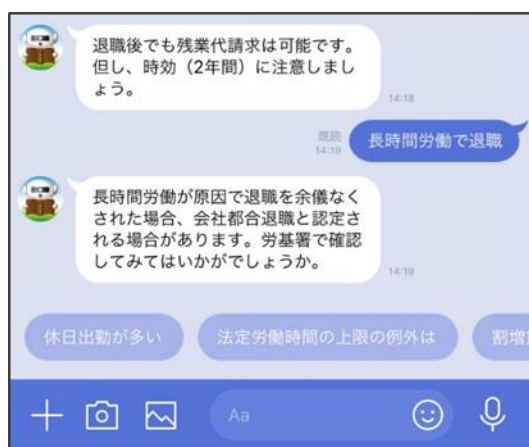 退職後でも残業代請求は可能です。
但し、時効（2年間）に注意しまし
ょう。
14:18
既読
14:19
長時間労働で退職
長時間労働が原因で退職を余儀なく
された場合、会社都合退職と認定さ
れる場合があります。労基署で確認
してみてはいかがでしょうか。
14:19
休日出勤が多い
法定労働時間の上限の例外は
割増
Aa